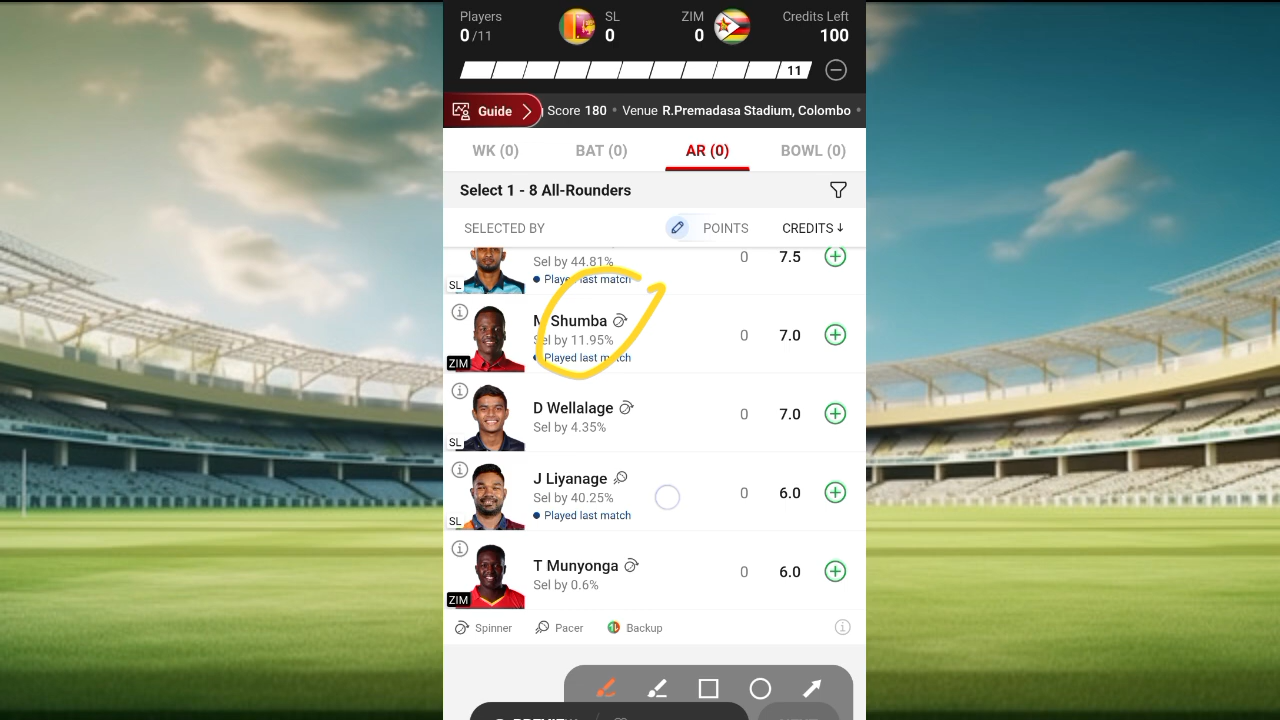 Players
SL
ZIM
Credits Left
0 /11
0
0
100
11
Guide
Score 180 • Venue R.Premadasa Stadium, Colombo •
WK (0)
BAT (0)
AR (0)
BOWL (0)
Select 1 - 8 All-Rounders
SELECTED BY
POINTS
CREDITS ↓
Sel by 44.81%
0
7.5
Played last match
SL
M Shumba
Sel by 11.95%
0
7.0
Played last match
ZIM
D Wellalage
Sel by 4.35%
0
7.0
SL
J Liyanage
Sel by 40.25%
0
6.0
Played last match
SL
T Munyonga
Sel by 0.6%
0
6.0
ZIM
Spinner
Pacer
Backup